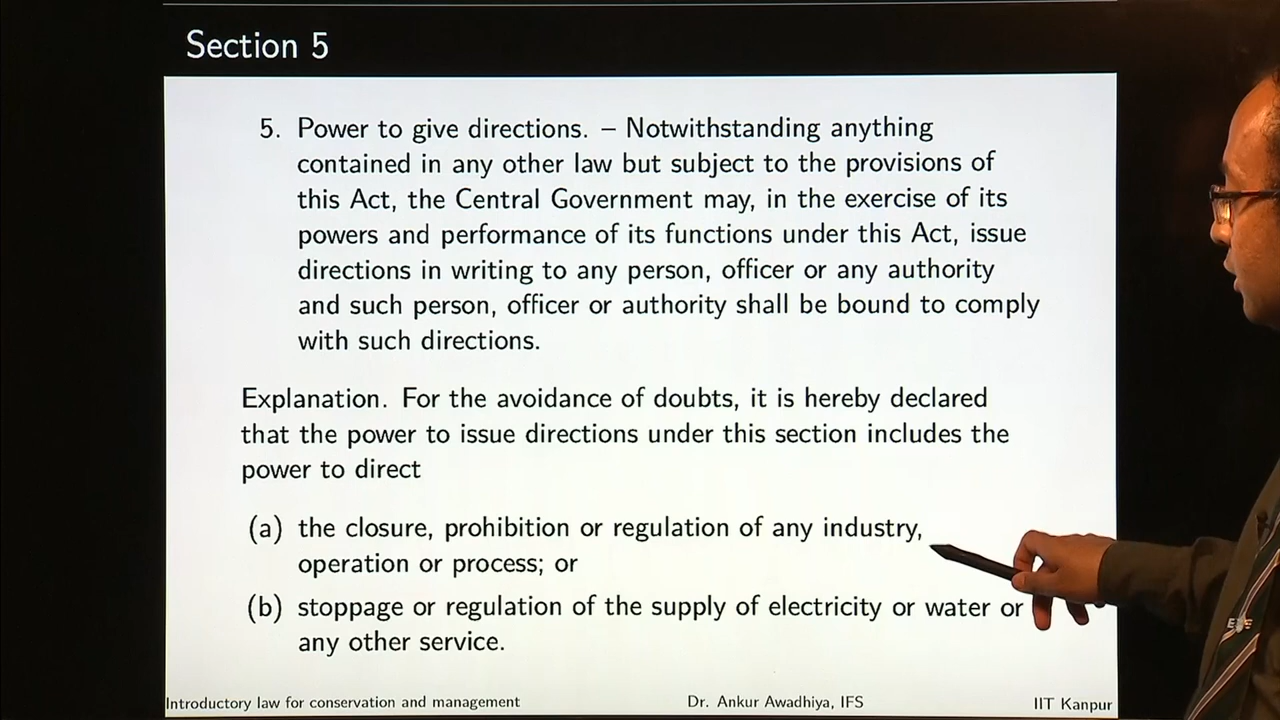 Section 5
5. Power to give directions. – Notwithstanding anything
contained in any other law but subject to the provisions of
this Act, the Central Government may, in the exercise of its
powers and performance of its functions under this Act, issue
directions in writing to any person, officer or any authority
and such person, officer or authority shall be bound to comply
with such directions.
Explanation. For the avoidance of doubts, it is hereby declared
that the power to issue directions under this section includes the
power to direct
(a) the closure, prohibition or regulation of any industry,
operation or process; or
(b) stoppage or regulation of the supply of electricity or water or
any other service.
Introductory law for conservation and management Dr. Ankur Awadhiya, IFS IIT Kanpur